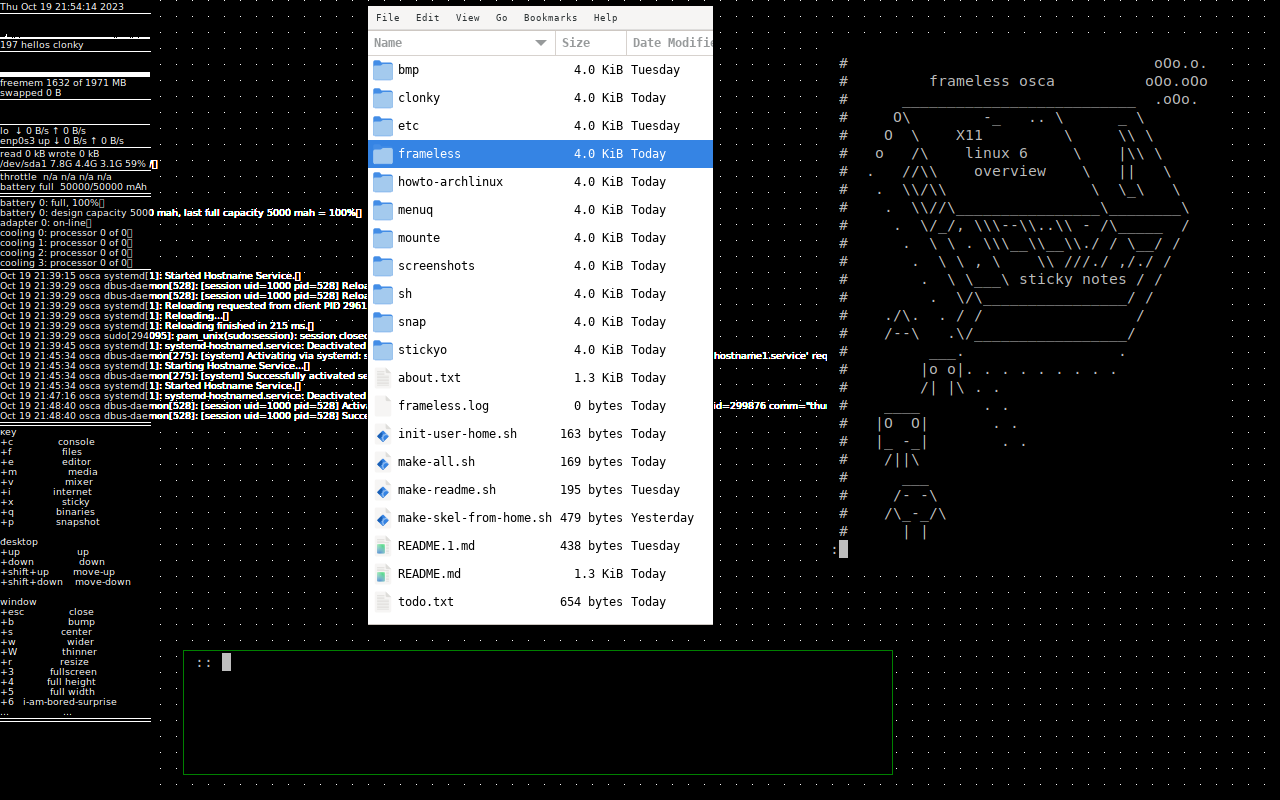 Thu Oct 19 21:54:14 2023
197 hellos clonky
freemem 1632 of 1971 MB
swapped 0 B
lo ↓ 0 B/s ↑ 0 B/s
enp0s3 up ↓ 0 B/s ↑ 0 B/s
read 0 kB wrote 0 kB
/dev/sda1 7.8G 4.4G 3.1G 59% /
throttle n/a n/a n/a n/a
battery full 50000/50000 mAh
battery 0: full, 100%
battery 0: design capacity 5000 mah, last full capacity 5000 mah = 100%
adapter 0: on-line
cooling 0: processor 0 of 0
cooling 1: processor 0 of 0
cooling 2: processor 0 of 0
cooling 3: processor 0 of 0
Oct 19 21:39:15 osca systemd[1]: Started Hostname Service.
Oct 19 21:39:29 osca dbus-daemon[528]: [session uid=1000 pid=528] Reloa
Oct 19 21:39:29 osca dbus-daemon[528]: [session uid=1000 pid=528] Reloa
Oct 19 21:39:29 osca systemd[1]: Reloading requested from client PID 2961
Oct 19 21:39:29 osca systemd[1]: Reloading...
Oct 19 21:39:29 osca systemd[1]: Reloading finished in 215 ms.
Oct 19 21:39:29 osca sudo[294095]: pam_unix(sudo:session): session closed
Oct 19 21:39:45 osca systemd[1]: systemd-hostnamed.service: Deactivated
Oct 19 21:45:34 osca dbus-daemon[275]: [system] Activating via systemd: s hostname1.service' req
Oct 19 21:45:34 osca systemd[1]: Starting Hostname Service...
Oct 19 21:45:34 osca dbus-daemon[275]: [system] Successfully activated se
Oct 19 21:45:34 osca systemd[1]: Started Hostname Service.
Oct 19 21:47:16 osca systemd[1]: systemd-hostnamed.service: Deactivated
Oct 19 21:48:40 osca dbus-daemon[528]: [session uid=1000 pid=528] Activa id=299876 comm="thu
Oct 19 21:48:40 osca dbus-daemon[528]: [session uid=1000 pid=528] Succe
key
+c console
+f files
+e editor
+m media
+v mixer
+i internet
+x sticky
+q binaries
+p snapshot
desktop
+up up
+down down
+shift+up move-up
+shift+down move-down
window
+esc close
+b bump
+s center
+w wider
+W thinner
+r resize
+3 fullscreen
+4 full height
+5 full width
+6 i-am-bored-surprise
... ...
File Edit View Go Bookmarks Help
Name Size Date Modifie
bmp 4.0 KiB Tuesday
clonky 4.0 KiB Today
etc 4.0 KiB Tuesday
frameless 4.0 KiB Today
howto-archlinux 4.0 KiB Today
menuq 4.0 KiB Today
mounte 4.0 KiB Today
screenshots 4.0 KiB Today
sh 4.0 KiB Today
snap 4.0 KiB Today
stickyo 4.0 KiB Today
about.txt 1.3 KiB Today
frameless.log 0 bytes Today
init-user-home.sh 163 bytes Today
make-all.sh 169 bytes Today
make-readme.sh 195 bytes Tuesday
make-skel-from-home.sh 479 bytes Yesterday
README.1.md 438 bytes Tuesday
README.md 1.3 KiB Today
todo.txt 654 bytes Today
frameless osca
X11
linux 6
overview
sticky notes
:
::